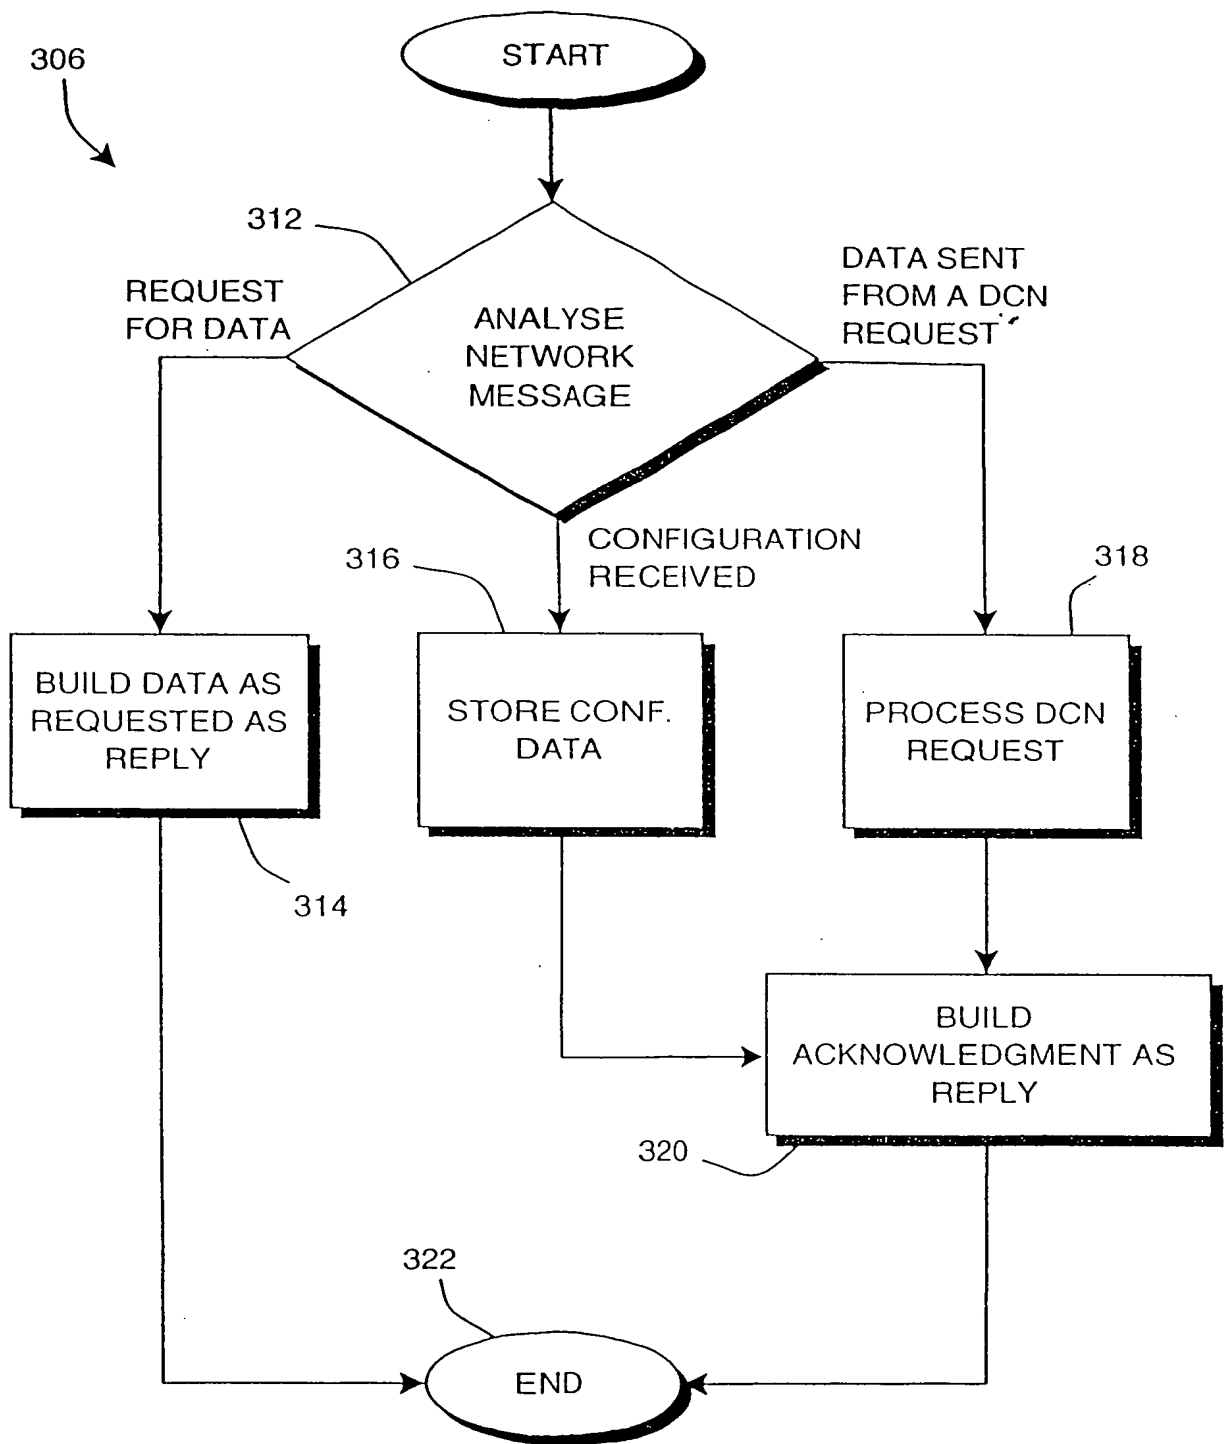 START
306
312
REQUEST
FOR DATA
ANALYSE
NETWORK
MESSAGE
DATA SENT
FROM A DCN
REQUEST
CONFIGURATION
RECEIVED
316
318
BUILD DATA AS
REQUESTED AS
REPLY
STORE CONF.
DATA
PROCESS DCN
REQUEST
314
BUILD
ACKNOWLEDGMENT AS
REPLY
320
322
END